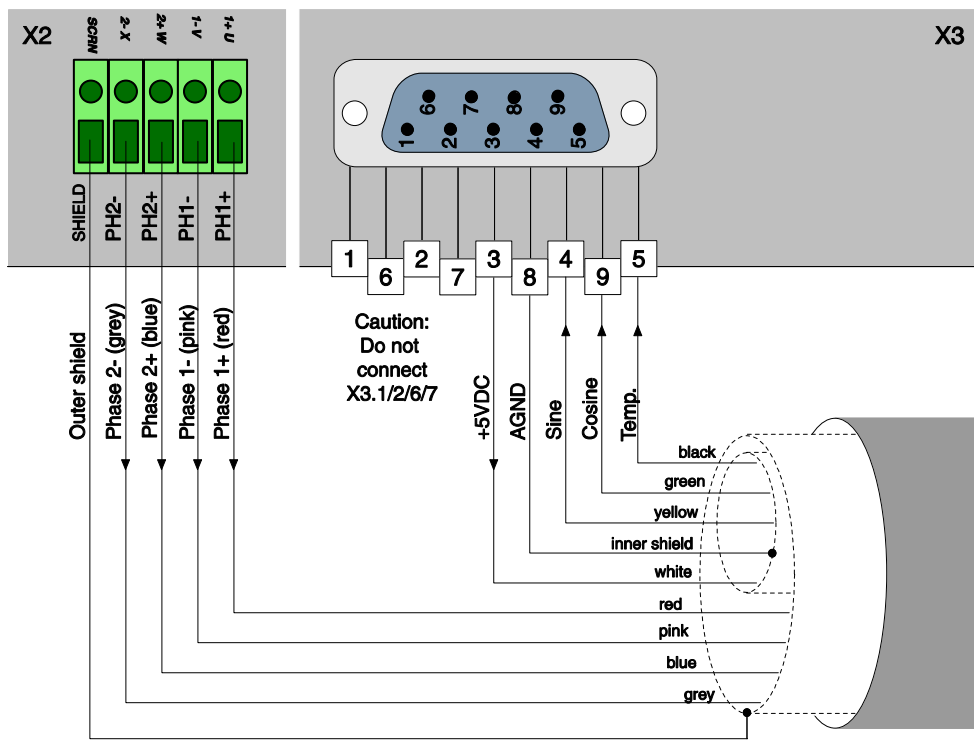 X2
SCRN
2-X
2+W
1-V
1+U
SHIELD
PH2-
PH2+
PH1-
PH1+
Outer shield
Phase 2- (grey)
Phase 2+ (blue)
Phase 1- (pink)
Phase 1+ (red)
X3
6
7
8
9
1
2
3
4
5
1
6
2
7
3
8
4
9
5
Caution:
Do not
connect
X3.1/2/6/7
+5VDC
AGND
Sine
Cosine
Temp.
black
green
yellow
inner shield
white
red
pink
blue
grey